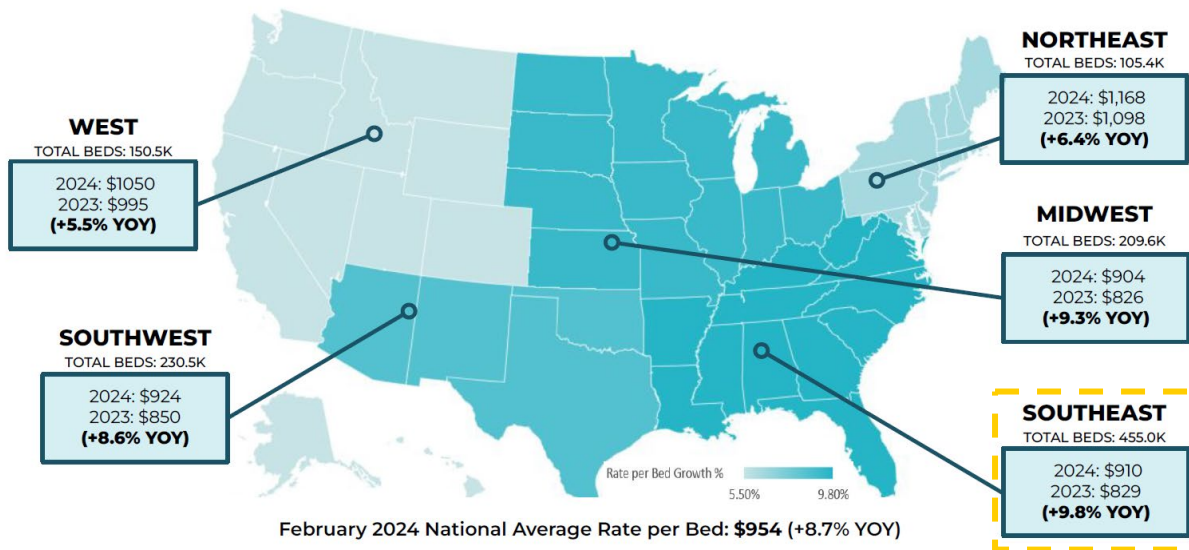 NORTHEAST
TOTAL BEDS: 105.4K
2024: $1,168
2023: $1,098
(+6.4% YOY)
WEST
TOTAL BEDS: 150.5K
2024: $1050
2023: $995
(+5.5% YOY)
MIDWEST
TOTAL BEDS: 209.6K
2024: $904
2023: $826
(+9.3% YOY)
SOUTHWEST
TOTAL BEDS: 230.5K
2024: $924
2023: $850
(+8.6% YOY)
SOUTHEAST
TOTAL BEDS: 455.0K
2024: $910
2023: $829
(+9.8% YOY)
Rate per Bed Growth %
5.50% 9.80%
February 2024 National Average Rate per Bed: $954 (+8.7% YOY)